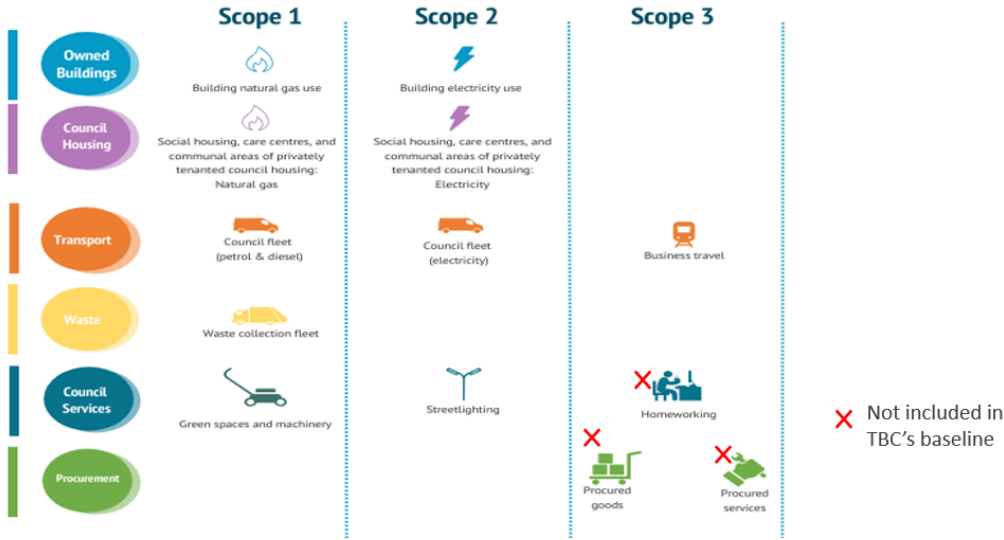 Scope 1
Scope 2
Scope 3
Owned
Buildings
Building natural gas use
Building electricity use
Council
Housing
Social housing, care centres, and
communal areas of privately
tenanted council housing:
Natural gas
Social housing, care centres, and
communal areas of privately
tenanted council housing:
Electricity
Transport
Council fleet
(petrol & diesel)
Council fleet
(electricity)
Business travel
Waste
Waste collection fleet
Council
Services
Green spaces and machinery
Streetlighting
Homeworking
Not included in
TBC's baseline
Procurement
Procured
goods
Procured
services